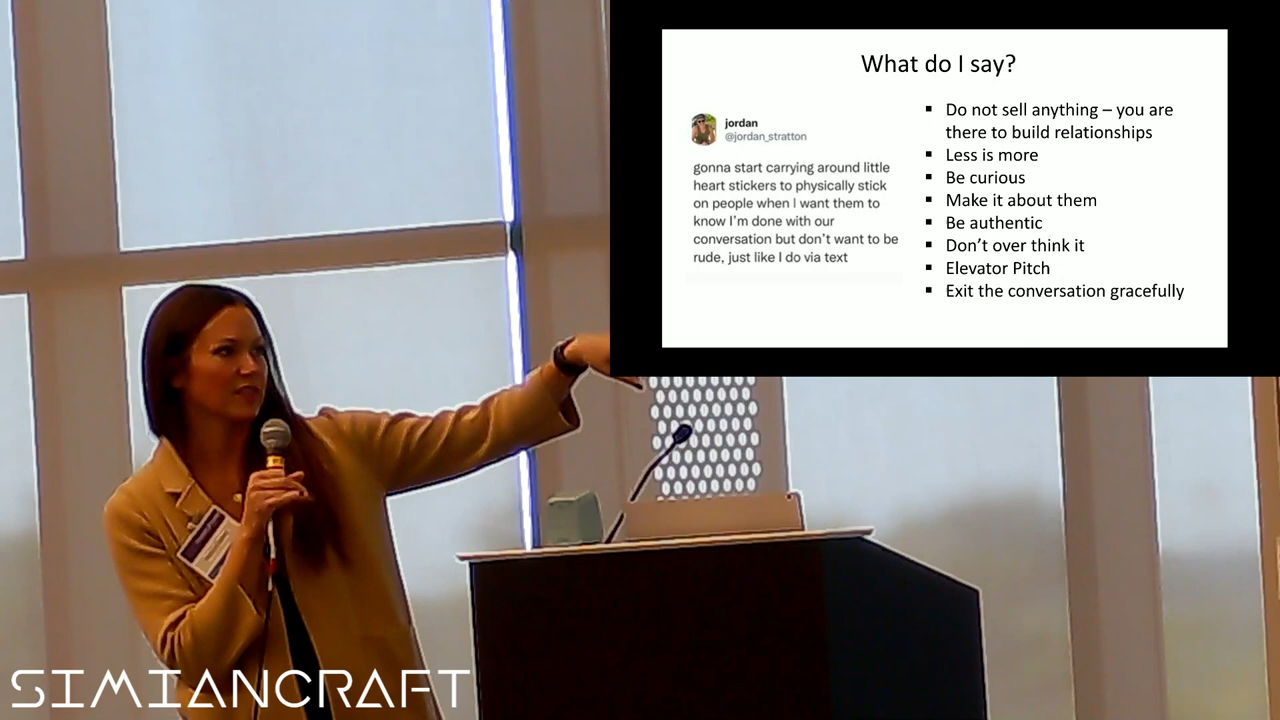 What do I say?
jordan
@jordan_stratton
gonna start carrying around little
heart stickers to physically stick
on people when I want them to
know I'm done with our
conversation but don't want to be
rude, just like I do via text
▪ Do not sell anything – you are
there to build relationships
▪ Less is more
▪ Be curious
▪ Make it about them
▪ Be authentic
▪ Don't over think it
▪ Elevator Pitch
▪ Exit the conversation gracefully
SIMIANCRAFT